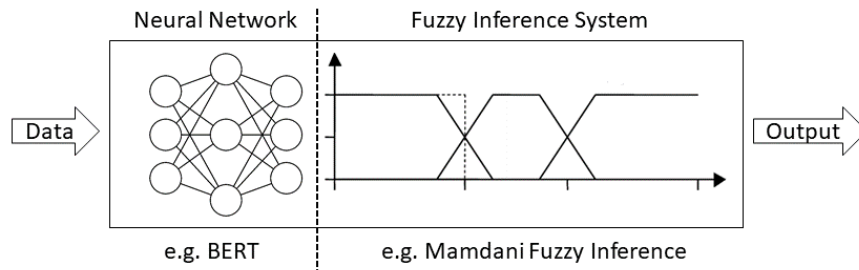 Neural Network
Fuzzy Inference System
Data
Output
e.g. BERT
e.g. Mamdani Fuzzy Inference